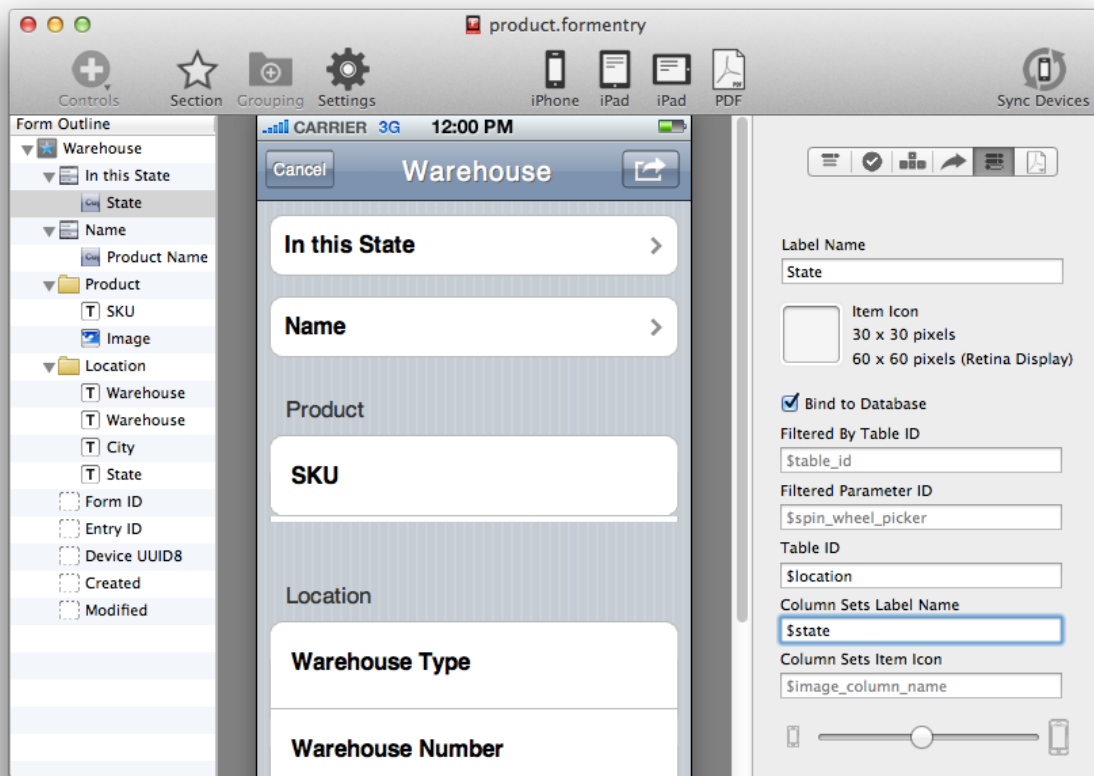 product.formentry
Controls
Section
Grouping
Settings
iPhone
iPad
iPad
PDF
Sync Devices
Form Outline
Warehouse
In this State
State
Name
Product Name
Product
T SKU
Image
Location
T Warehouse
T Warehouse
T City
T State
Form ID
Entry ID
Device UUID8
Created
Modified
CARRIER 3G 12:00 PM
Cancel
Warehouse
In this State
Name
Product
SKU
Location
Warehouse Type
Warehouse Number
Label Name
State
Item Icon
30 x 30 pixels
60 x 60 pixels (Retina Display)
Bind to Database
Filtered By Table ID
$table_id
Filtered Parameter ID
$spin_wheel_picker
Table ID
$location
Column Sets Label Name
$state
Column Sets Item Icon
$image_column_name